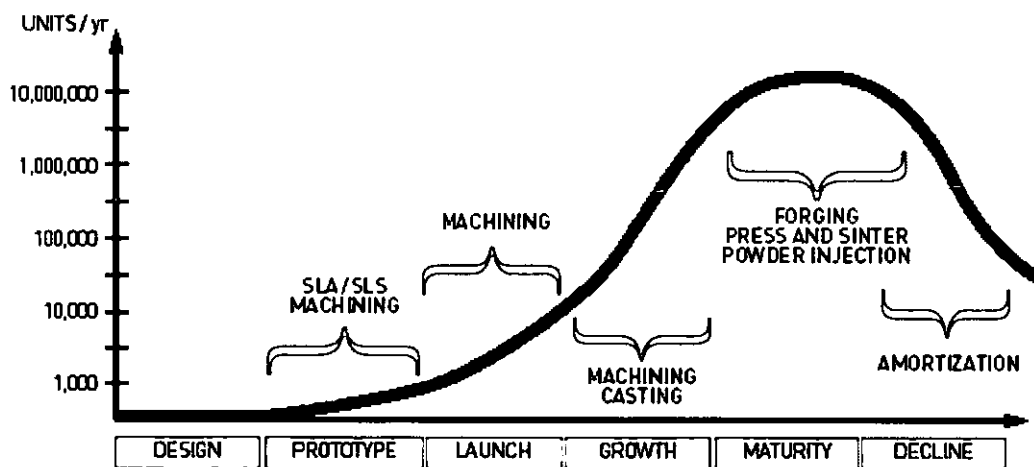 UNITS/yr
10,000,000
1,000,000
100,000
10,000
1,000
SLA/SLS
MACHINING
MACHINING
MACHINING
CASTING
FORGING
PRESS AND SINTER
POWDER INJECTION
AMORTIZATION
DESIGN
PROTOTYPE
LAUNCH
GROWTH
MATURITY
DECLINE